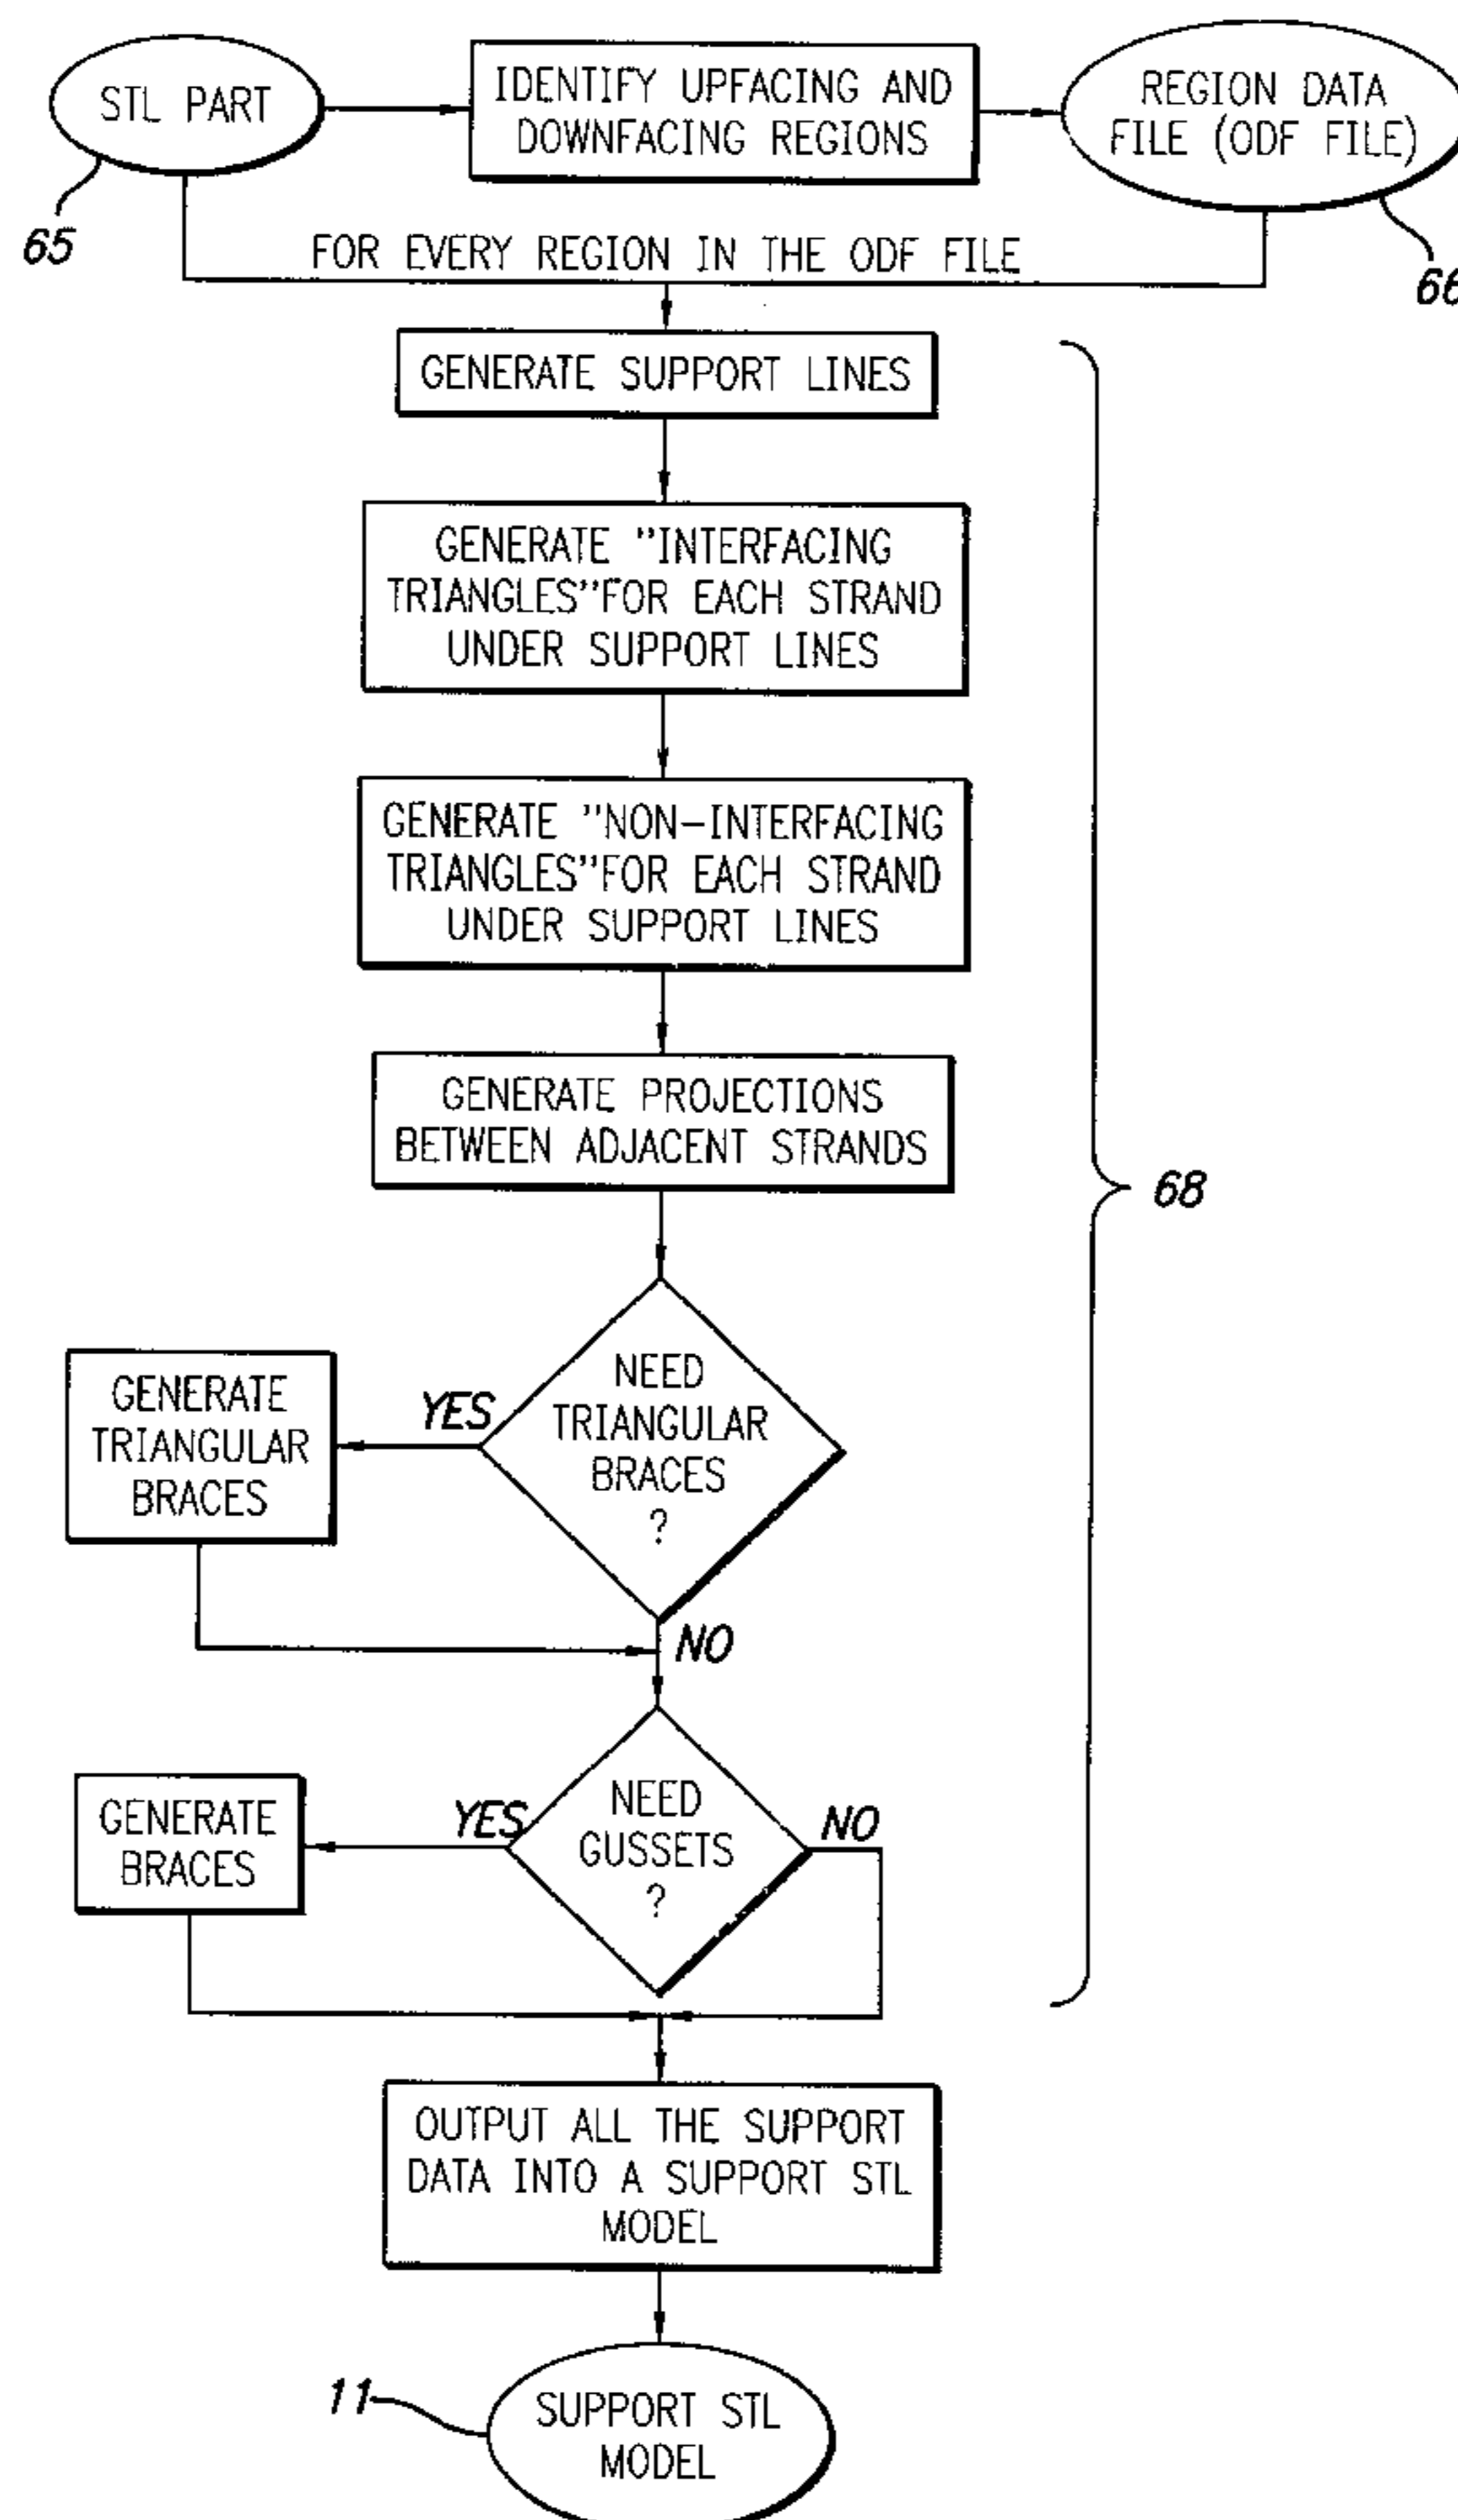 STL PART
IDENTIFY UPFACING AND
DOWNFACING REGIONS
REGION DATA
FILE (ODF FILE)
65
66
FOR EVERY REGION IN THE ODF FILE
GENERATE SUPPORT LINES
GENERATE "INTERFACING
TRIANGLES"FOR EACH STRAND
UNDER SUPPORT LINES
GENERATE "NON-INTERFACING
TRIANGLES"FOR EACH STRAND
UNDER SUPPORT LINES
GENERATE PROJECTIONS
BETWEEN ADJACENT STRANDS
68
NEED
TRIANGULAR
BRACES
?
YES
GENERATE
TRIANGULAR
BRACES
NO
NEED
GUSSETS
?
YES
NO
GENERATE
BRACES
OUTPUT ALL THE SUPPORT
DATA INTO A SUPPORT STL
MODEL
11
SUPPORT STL
MODEL